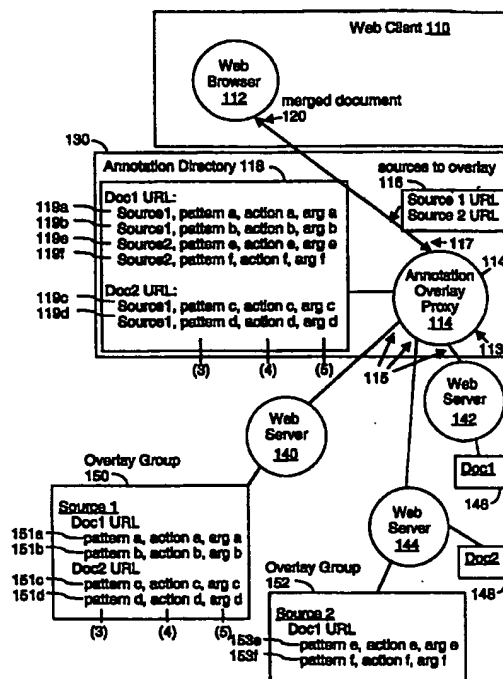 Web Client 110
Web
Browser
112
merged document
120
130
Annotation Directory 118
sources to overlay
116
Source 1 URL
Source 2 URL
Doc1 URL:
119a Source1, pattern a, action a, arg a
119b Source1, pattern b, action b, arg b
119e Source2, pattern e, action e, arg e
119f Source2, pattern f, action f, arg f
117
114
Doc2 URL:
119c Source1, pattern c, action c, arg c
119d Source1, pattern d, action d, arg d
Annotation
Overlay
Proxy
114
113
(3) (4) (5)
115
Web
Server
140
Web
Server
142
Overlay Group
150
Doc1
148
Source 1
Doc1 URL
151a pattern a, action a, arg a
151b pattern b, action b, arg b
Doc2 URL
151c pattern c, action c, arg c
151d pattern d, action d, arg d
(3) (4) (5)
Web
Server
144
Doc2
148
Overlay Group
152
Source 2
Doc1 URL
153e pattern e, action e, arg e
153f pattern f, action f, arg f